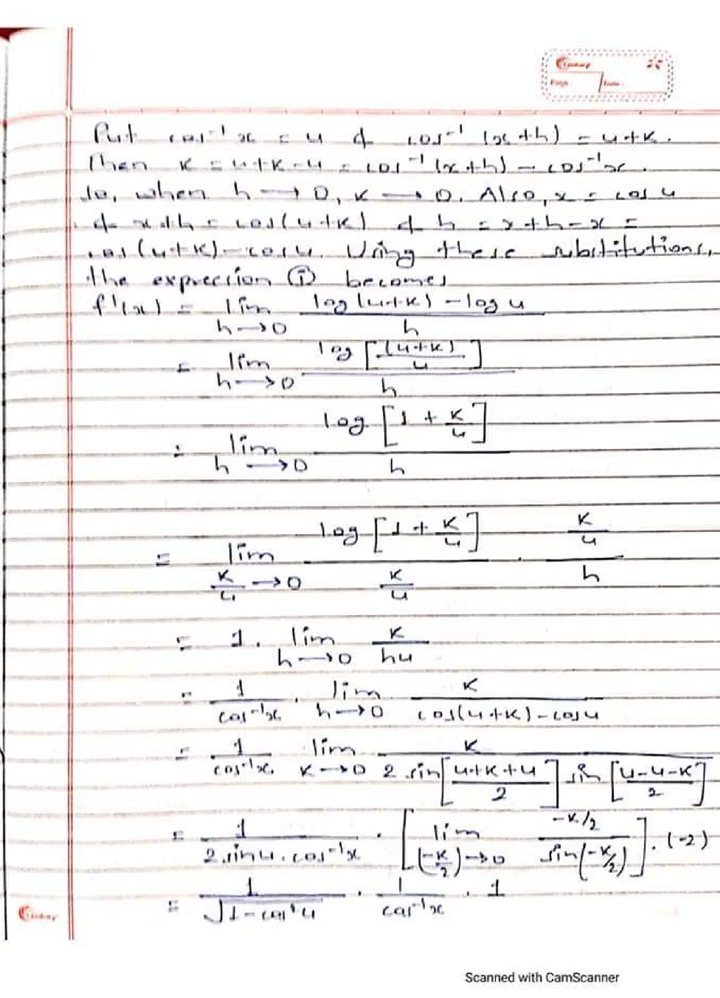 Put cos⁻¹x = u & cos⁻¹(x+h) = u+k.
Then k = u+k-u = cos⁻¹(x+h) - cos⁻¹x.
So, when h → 0, k → 0. Also, x = cos u
& x+h = cos(u+k) & h = x+h-x =
cos(u+k) - cos u. Using these substitutions,
the expression (i) becomes
f'(x) = lim h→0 log(u+k) - log u / h
= lim h→0 log [(u+k)/u] / h
= lim h→0 log [1 + k/u] / h
= lim k/u→0 log [1 + k/u] / (k/u) · (k/u) / h
= 1. lim h→0 k / hu
= 1/cos⁻¹x . lim h→0 k / cos(u+k) - cos u
= 1/cos⁻¹x. lim k→0 k / 2 sin[(u+k+u)/2] sin[(u-u-k)/2]
= 1 / 2 sin u. cos⁻¹x · [lim (-k/2)→0 -k/2 / sin(-k/2)] . (-2)
= 1/√1-cos²u . 1/cos⁻¹x . 1
Scanned with CamScanner